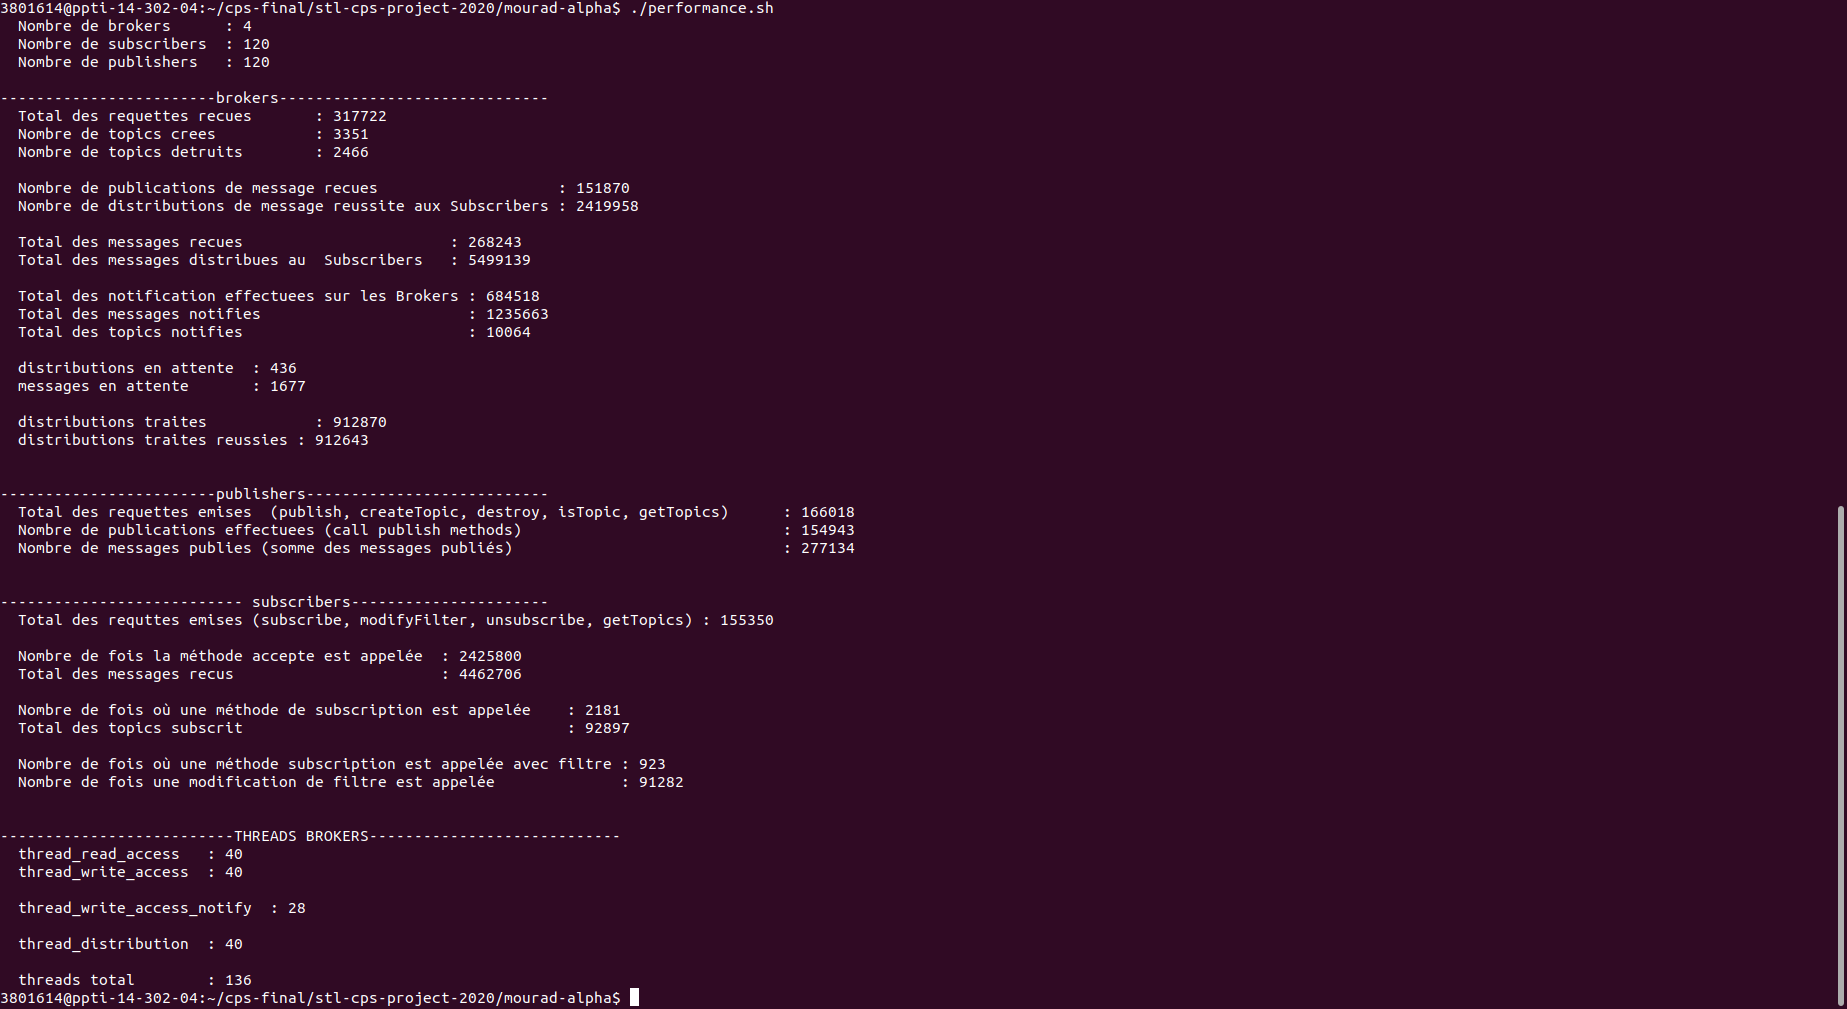 3801614@ppti-14-302-04:~/cps-final/stl-cps-project-2020/mourad-alpha$ ./performance.sh
  Nombre de brokers      : 4
  Nombre de subscribers  : 120
  Nombre de publishers   : 120

------------------------brokers------------------------------
  Total des requettes recues       : 317722
  Nombre de topics crees           : 3351
  Nombre de topics detruits        : 2466

  Nombre de publications de message recues                    : 151870
  Nombre de distributions de message reussite aux Subscribers : 2419958

  Total des messages recues                       : 268243
  Total des messages distribues au  Subscribers   : 5499139

  Total des notification effectuees sur les Brokers : 684518
  Total des messages notifies                       : 1235663
  Total des topics notifies                         : 10064

  distributions en attente  : 436
  messages en attente       : 1677

  distributions traites            : 912870
  distributions traites reussies : 912643


------------------------publishers---------------------------
  Total des requettes emises  (publish, createTopic, destroy, isTopic, getTopics)      : 166018
  Nombre de publications effectuees (call publish methods)                             : 154943
  Nombre de messages publies (somme des messages publiés)                              : 277134


--------------------------- subscribers----------------------
  Total des requttes emises (subscribe, modifyFilter, unsubscribe, getTopics) : 155350

  Nombre de fois la méthode accepte est appelée  : 2425800
  Total des messages recus                       : 4462706

  Nombre de fois où une méthode de subscription est appelée    : 2181
  Total des topics subscrit                                    : 92897

  Nombre de fois où une méthode subscription est appelée avec filtre : 923
  Nombre de fois une modification de filtre est appelée              : 91282


--------------------------THREADS BROKERS----------------------------
  thread_read_access   : 40
  thread_write_access  : 40

  thread_write_access_notify  : 28

  thread_distribution  : 40

  threads total        : 136
3801614@ppti-14-302-04:~/cps-final/stl-cps-project-2020/mourad-alpha$